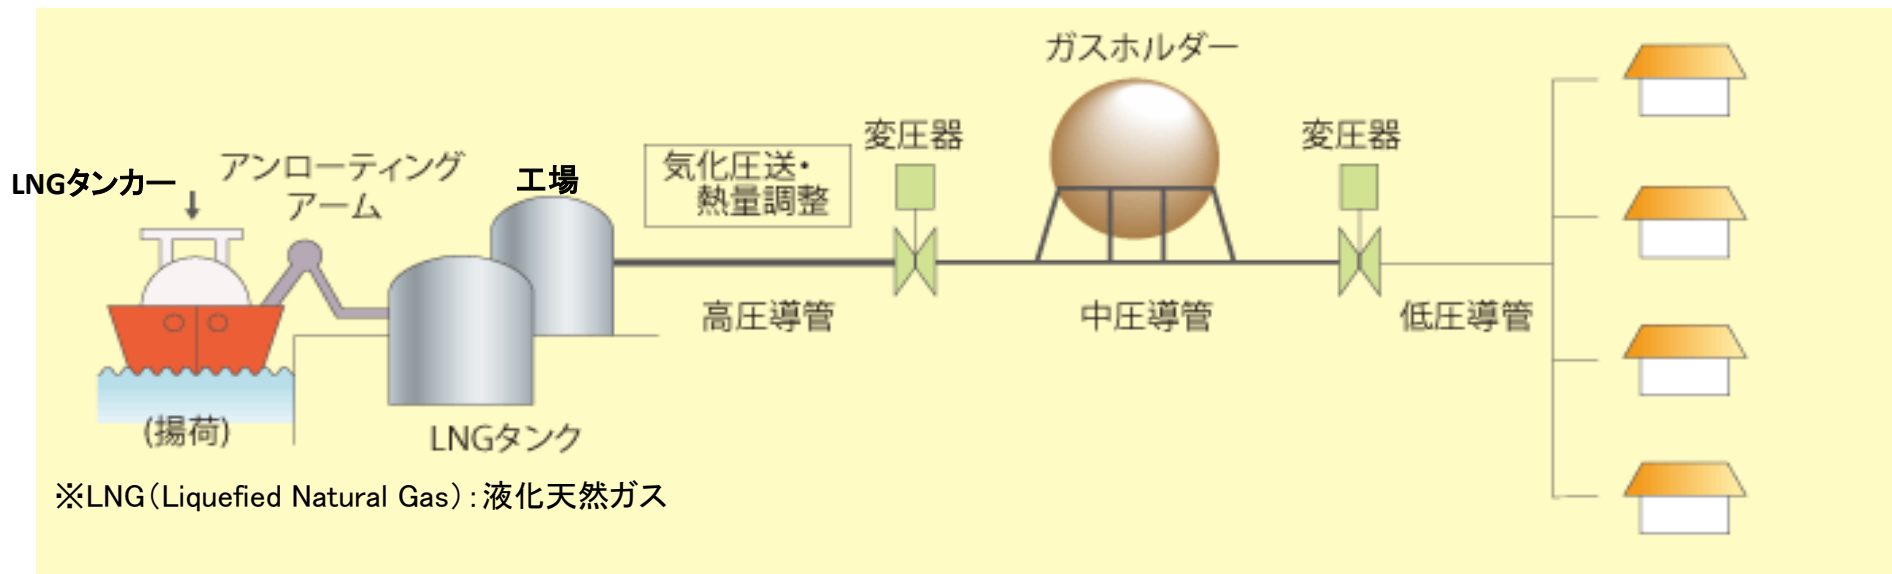 ガスホルダー
変圧器
変圧器
LNGタンカー
アンローティング
アーム
工場
気化圧送・
熱量調整
高圧導管
中圧導管
低圧導管
(揚荷)
LNGタンク
※LNG(Liquefied Natural Gas):液化天然ガス